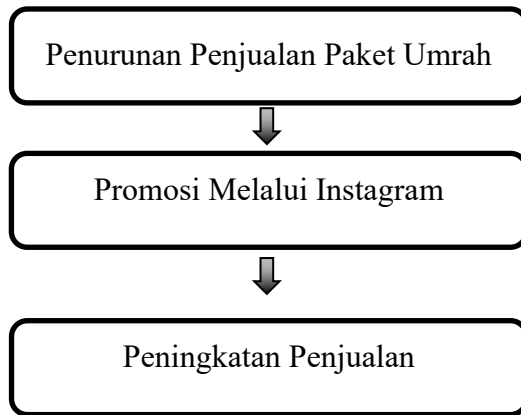 Penurunan Penjualan Paket Umrah
Promosi Melalui Instagram
Peningkatan Penjualan